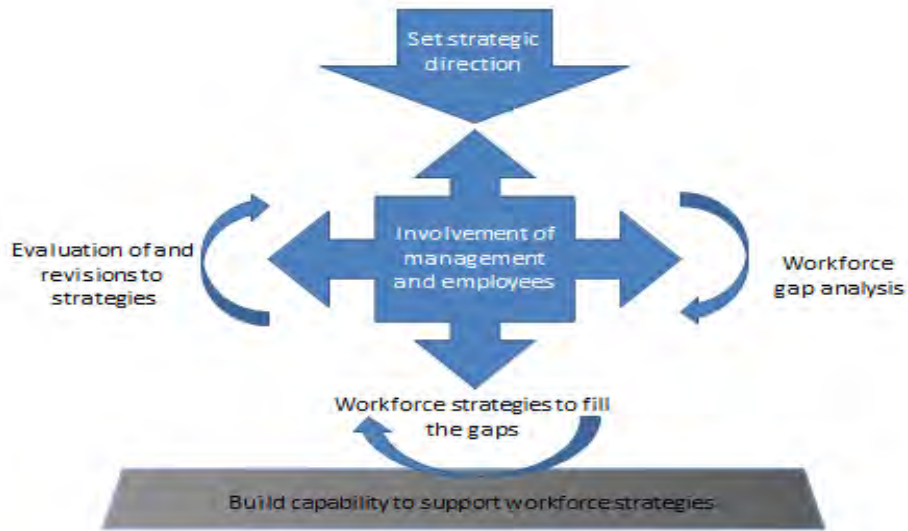 Set strategic
direction
Involvement of
management
and employees
Evaluation of and
revisions to
strategies
Workforce
gap analysis
Workforce strategies to fill
the gaps
Build capability to support workforce strategies